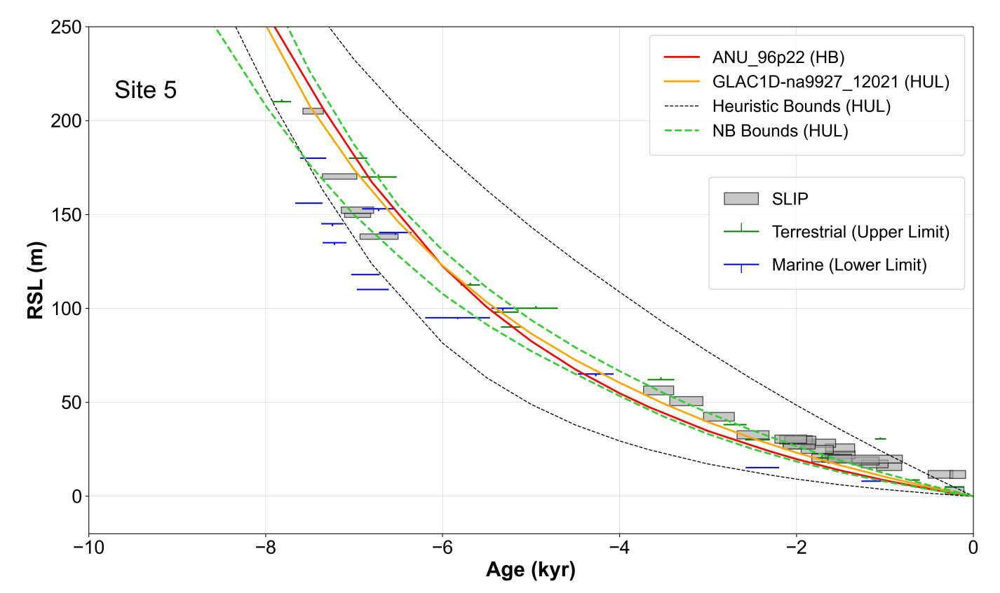 250
200
150
100
50
0
RSL (m)
Site 5
ANU_96p22 (HB)
GLAC1D-na9927_12021 (HUL)
Heuristic Bounds (HUL)
NB Bounds (HUL)
SLIP
Terrestrial (Upper Limit)
Marine (Lower Limit)
−10 −8 −6 −4 −2 0
Age (kyr)